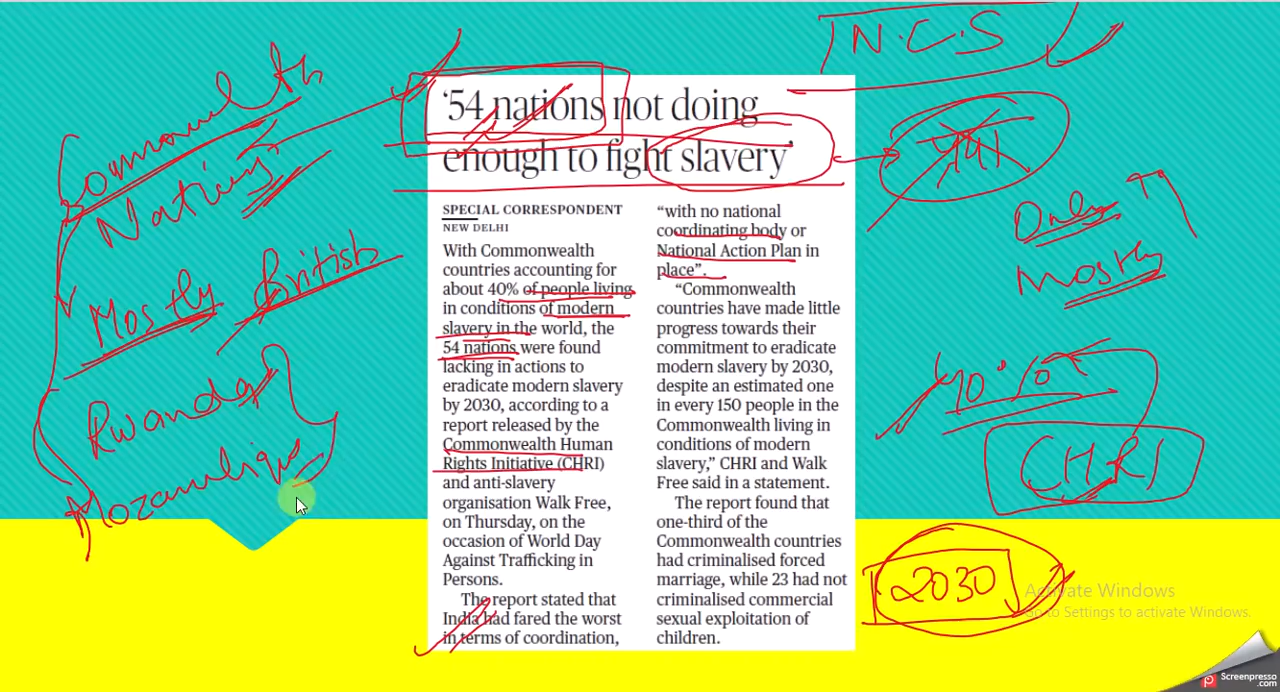 N.C.S
Commonwealth
Nations
Mostly British
Rwanda
Mozambique
‘54 nations not doing
enough to fight slavery’
SPECIAL CORRESPONDENT
NEW DELHI
With Commonwealth
countries accounting for
about 40% of people living
in conditions of modern
slavery in the world, the
54 nations were found
lacking in actions to
eradicate modern slavery
by 2030, according to a
report released by the
Commonwealth Human
Rights Initiative (CHRI)
and anti-slavery
organisation Walk Free,
on Thursday, on the
occasion of World Day
Against Trafficking in
Persons.
The report stated that
India had fared the worst
in terms of coordination,
“with no national
coordinating body or
National Action Plan in
place”.
“Commonwealth
countries have made little
progress towards their
commitment to eradicate
modern slavery by 2030,
despite an estimated one
in every 150 people in the
Commonwealth living in
conditions of modern
slavery,” CHRI and Walk
Free said in a statement.
The report found that
one-third of the
Commonwealth countries
had criminalised forced
marriage, while 23 had not
criminalised commercial
sexual exploitation of
children.
Only
Mostly
40%
CHRI
2030
Activate Windows
Go to Settings to activate Windows.
Screenpresso
.com